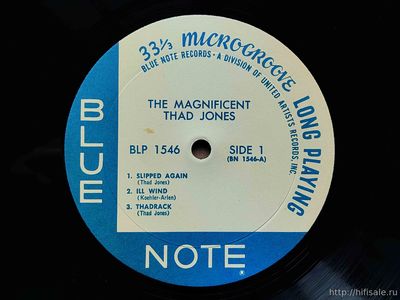 33⅓ MICROGROOVE LONG PLAYING
BLUE NOTE RECORDS • A DIVISION OF UNITED ARTISTS RECORDS, INC.
THE MAGNIFICENT
THAD JONES
BLP 1546 SIDE 1
(BN 1546-A)
1. SLIPPED AGAIN
(Thad Jones)
2. ILL WIND
(Koehler-Arlen)
3. THADRACK
(Thad Jones)
BLUE
NOTE®
http://hifisale.ru